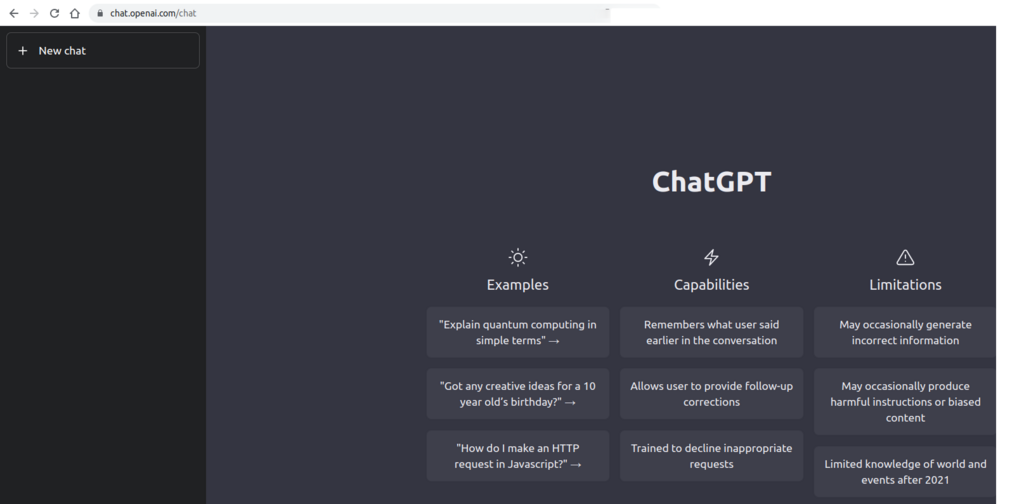 chat.openai.com/chat
+ New chat
ChatGPT
Examples
"Explain quantum computing in
simple terms" →
"Got any creative ideas for a 10
year old's birthday?" →
"How do I make an HTTP
request in Javascript?" →
Capabilities
Remembers what user said
earlier in the conversation
Allows user to provide follow-up
corrections
Trained to decline inappropriate
requests
Limitations
May occasionally generate
incorrect information
May occasionally produce
harmful instructions or biased
content
Limited knowledge of world and
events after 2021